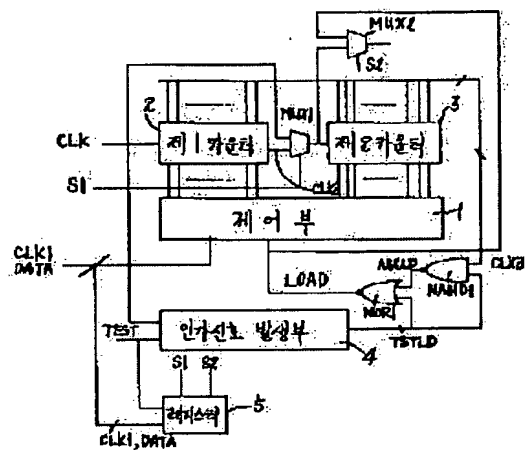 MUX2
S2
2
MUX1
3
CLK
제1카운터
제2카운터
S1
CLK2
제어부
1
CLK1
DATA
LOAD
NAND1
NOR1
TEST
인가신호 발생부
TSTLD
4
S1
S2
레지스터
5
CLK1, DATA